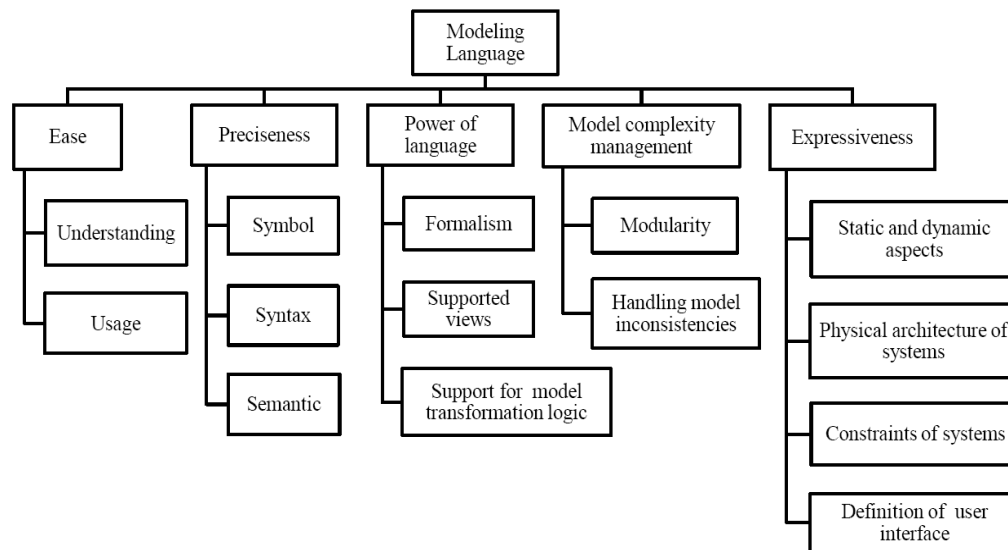 Modeling
Language
Ease
Understanding
Usage
Preciseness
Symbol
Syntax
Semantic
Power of
language
Formalism
Supported
views
Support for model
transformation logic
Model complexity
management
Modularity
Handling model
inconsistencies
Expressiveness
Static and dynamic
aspects
Physical architecture of
systems
Constraints of systems
Definition of user
interface